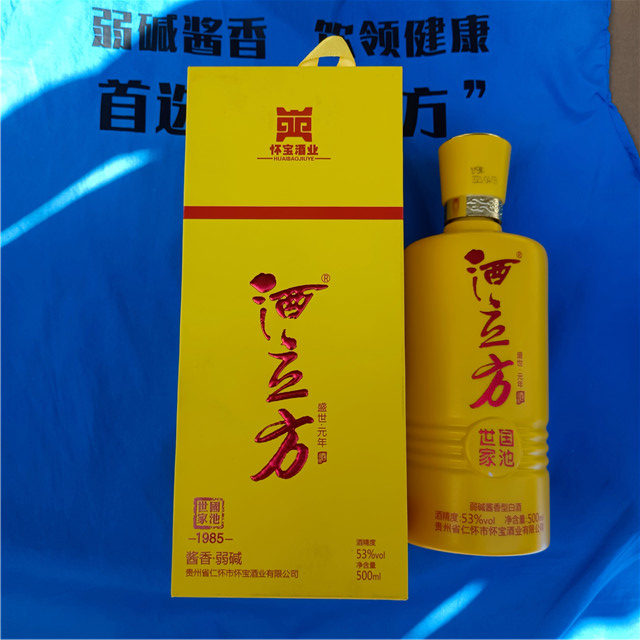 弱碱酱香 饮领健康
首选 方”
怀宝酒业
HUAIBAOJIUYE
酒立方®
盛世·元年
世國
家池
1985
酱香·弱碱
贵州省仁怀市怀宝酒业有限公司
酒精度
53%vol
净含量
500ml
酒立方®
盛世·元年
世国
家池
弱碱酱香型白酒
酒精度:53%vol 净含量:500m
贵州省仁怀市怀宝酒业有限公司